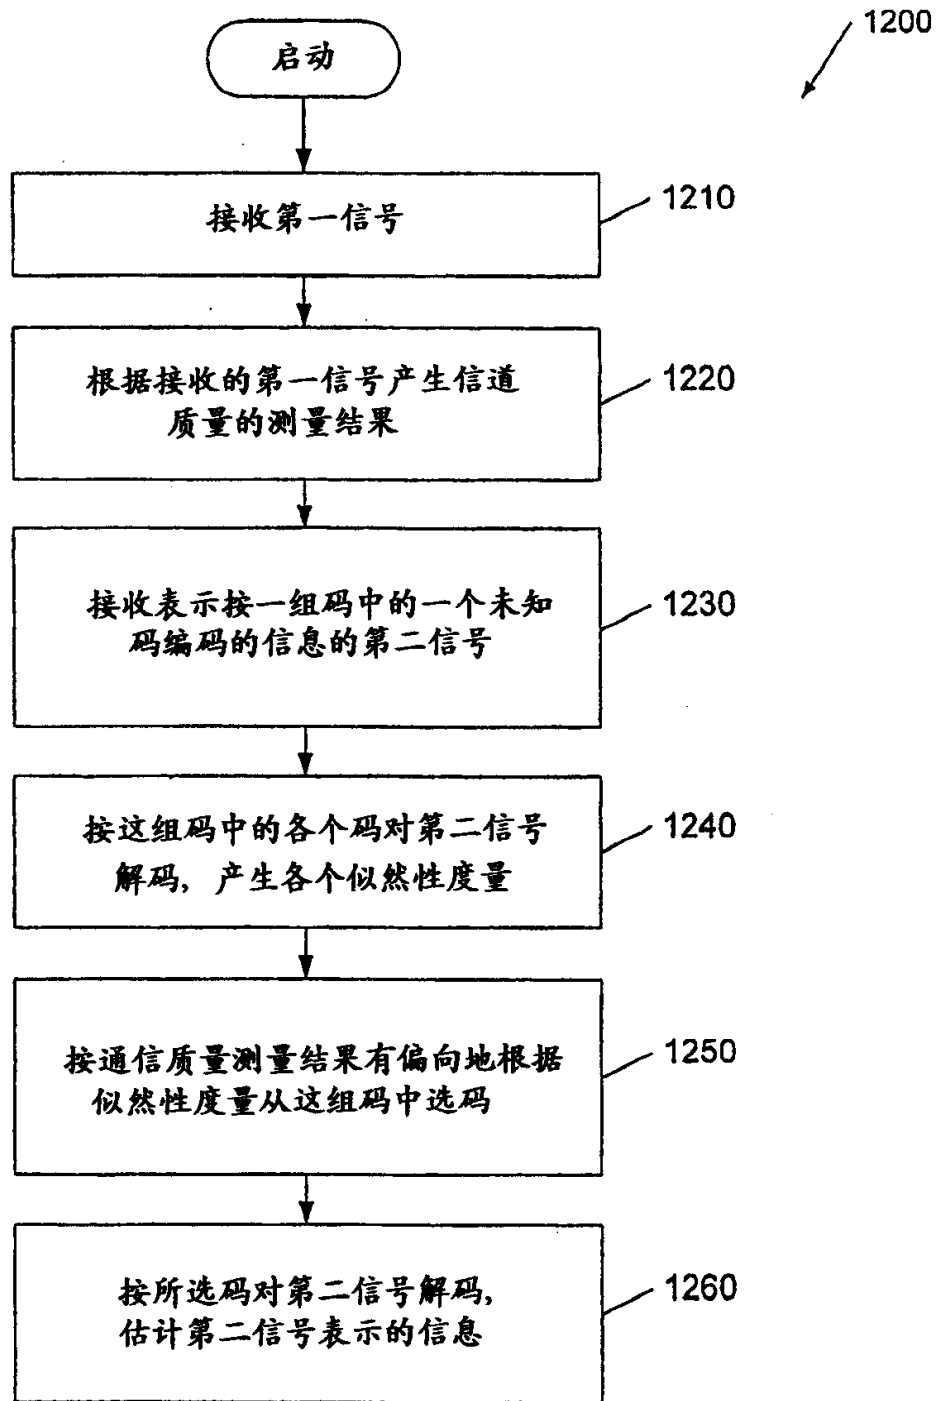 1200
启动
接收第一信号
1210
根据接收的第一信号产生信道
质量的测量结果
1220
接收表示按一组码中的一个未知
码编码的信息的第二信号
1230
按这组码中的各个码对第二信号
解码, 产生各个似然性度量
1240
按通信质量测量结果有偏向地根据
似然性度量从这组码中选码
1250
按所选码对第二信号解码,
估计第二信号表示的信息
1260